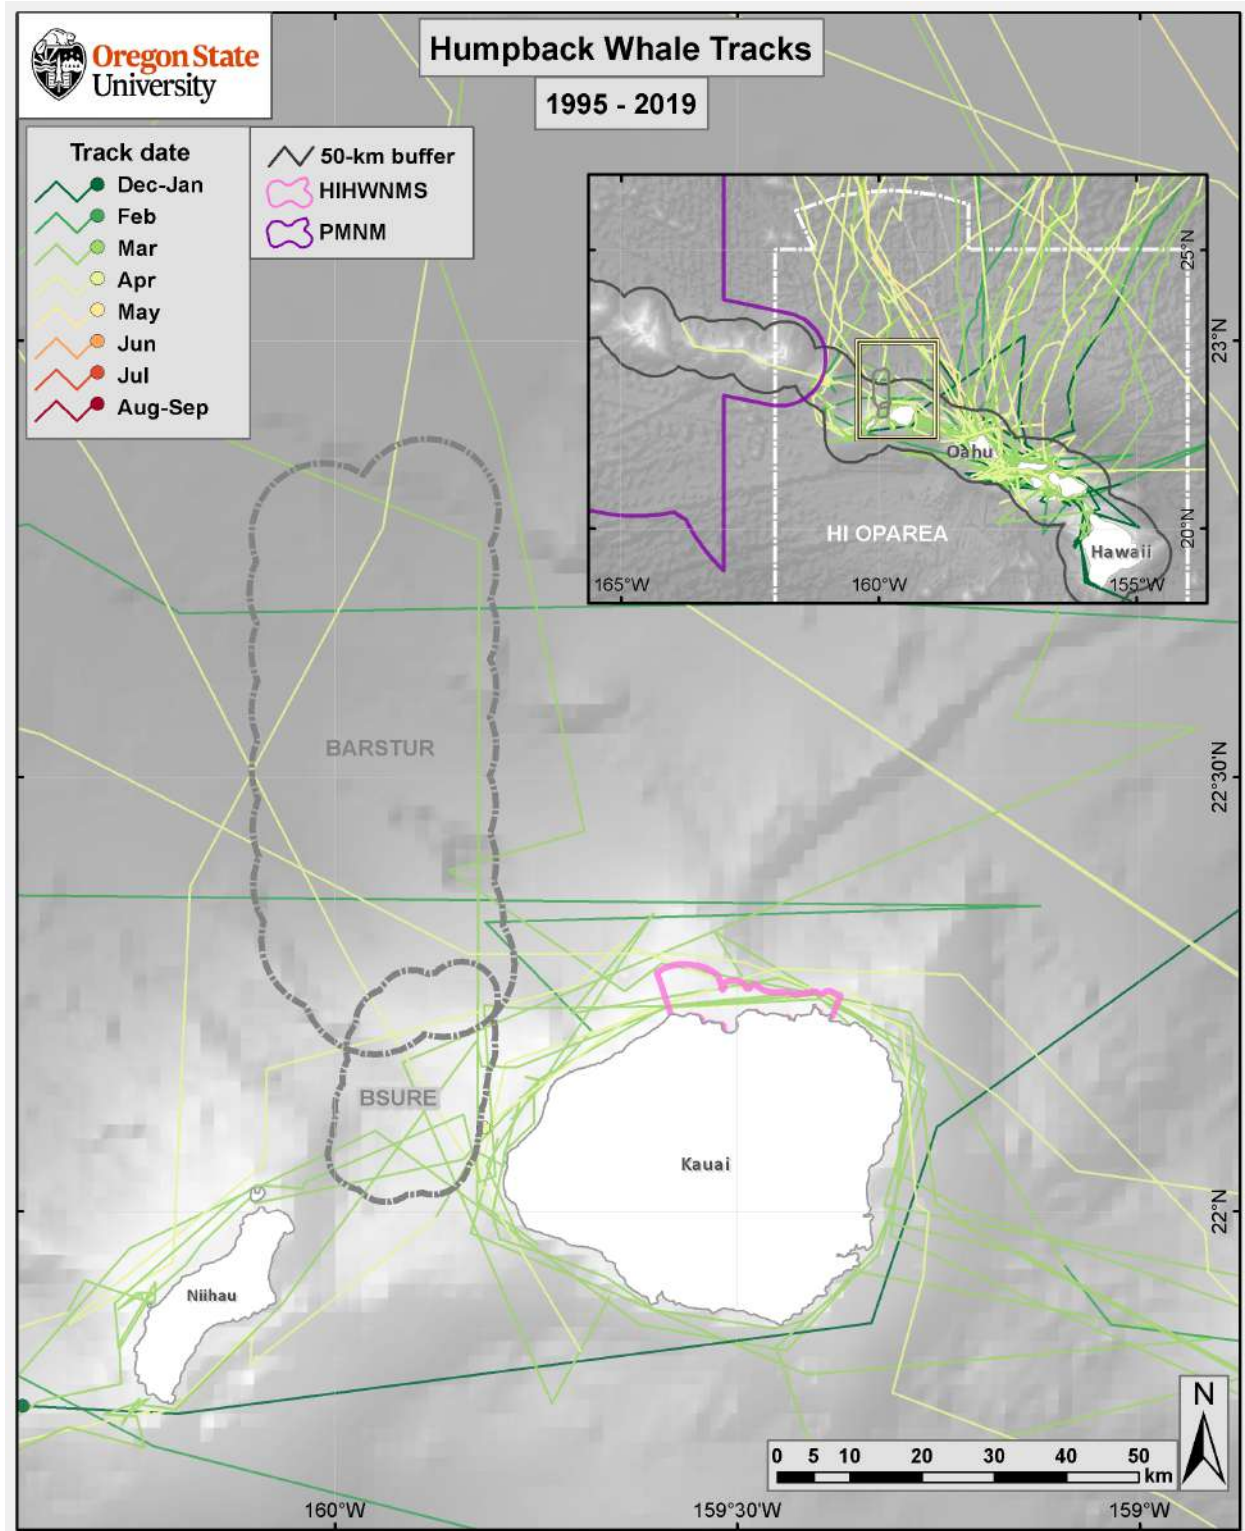 Oregon State
University
Humpback Whale Tracks
1995 - 2019
Track date
Dec-Jan
Feb
Mar
Apr
May
Jun
Jul
Aug-Sep
50-km buffer
HIHWNMS
PMNM
25°N
20°N
Oahu
HI OPAREA
Hawaii
165°W
160°W
155°W
23°N
BARSTUR
22°30'N
BSURE
Kauai
22°N
Niihau
N
0 5 10 20 30 40 50
km
160°W
159°30'W
159°W